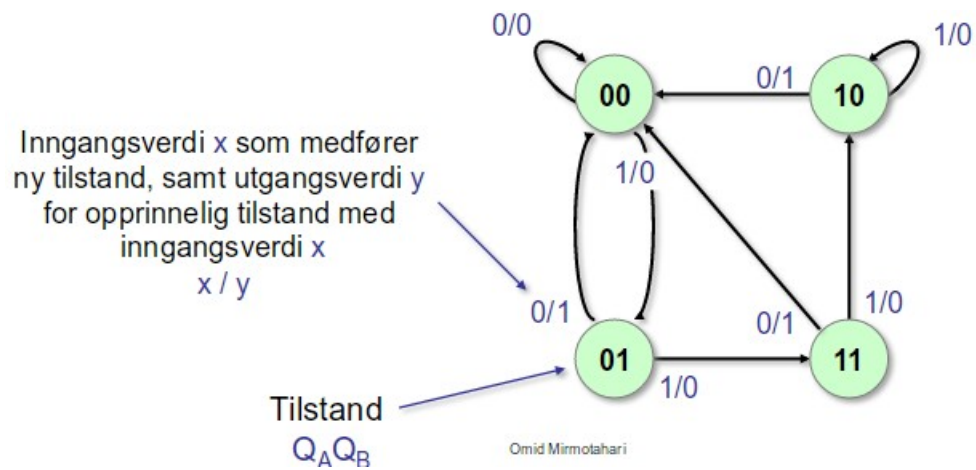 0/0
1/0
00
0/1
10
Inngangsverdi x som medfører
ny tilstand, samt utgangsverdi y
for opprinnelig tilstand med
inngangsverdi x
x / y
1/0
0/1
0/1
1/0
01
1/0
11
Tilstand
QAQB
Omid Mirmotahari